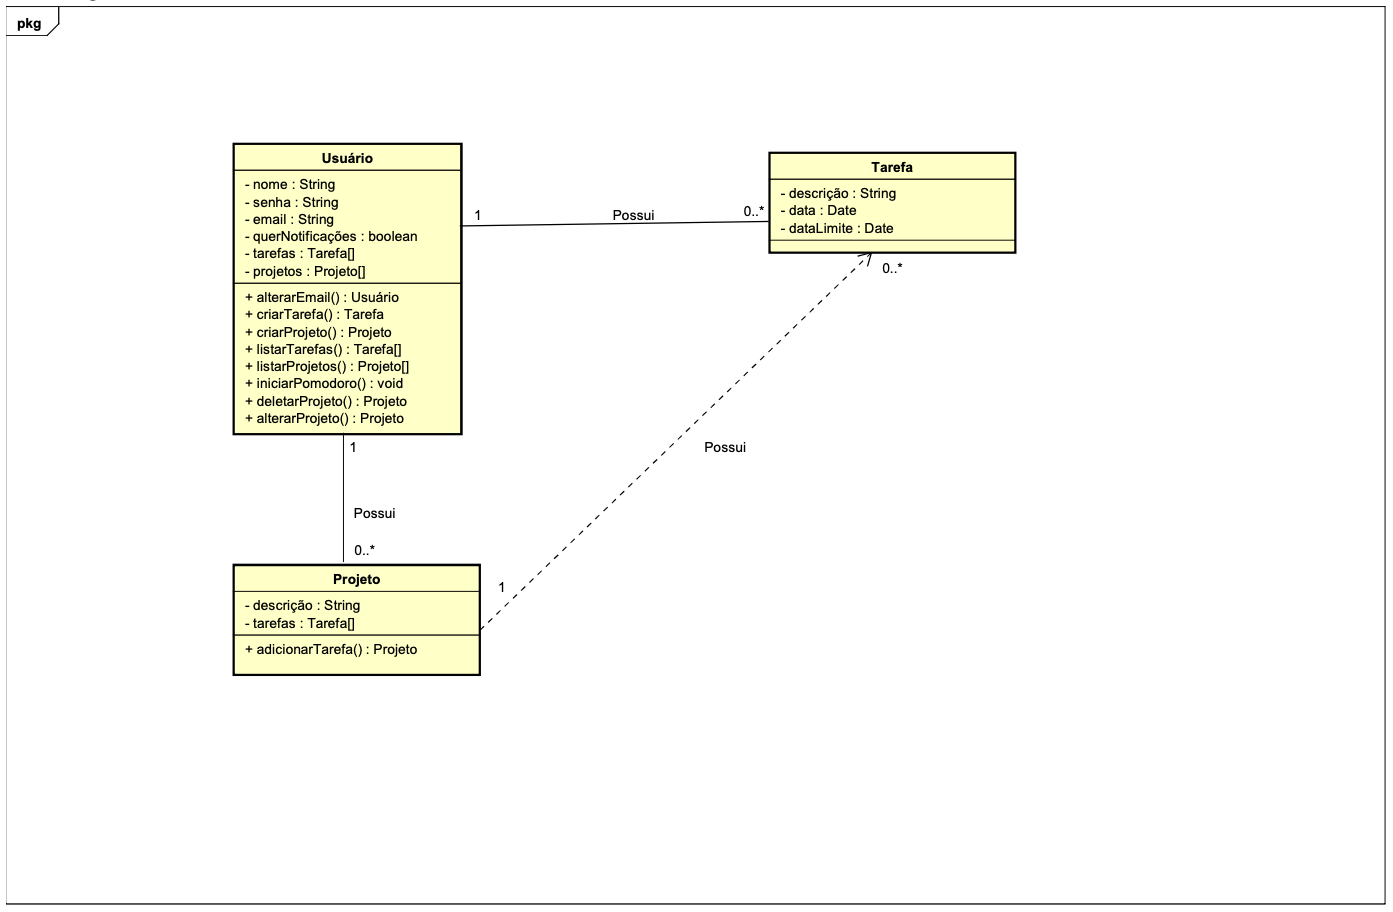 pkg
Usuário
- nome : String
- senha : String
- email : String
- querNotificações : boolean
- tarefas : Tarefa[]
- projetos : Projeto[]
+ alterarEmail() : Usuário
+ criarTarefa() : Tarefa
+ criarProjeto() : Projeto
+ listarTarefas() : Tarefa[]
+ listarProjetos() : Projeto[]
+ iniciarPomodoro() : void
+ deletarProjeto() : Projeto
+ alterarProjeto() : Projeto
1
Possui
0..*
Tarefa
- descrição : String
- data : Date
- dataLimite : Date
0..*
Possui
1
1
Possui
0..*
Projeto
- descrição : String
- tarefas : Tarefa[]
+ adicionarTarefa() : Projeto